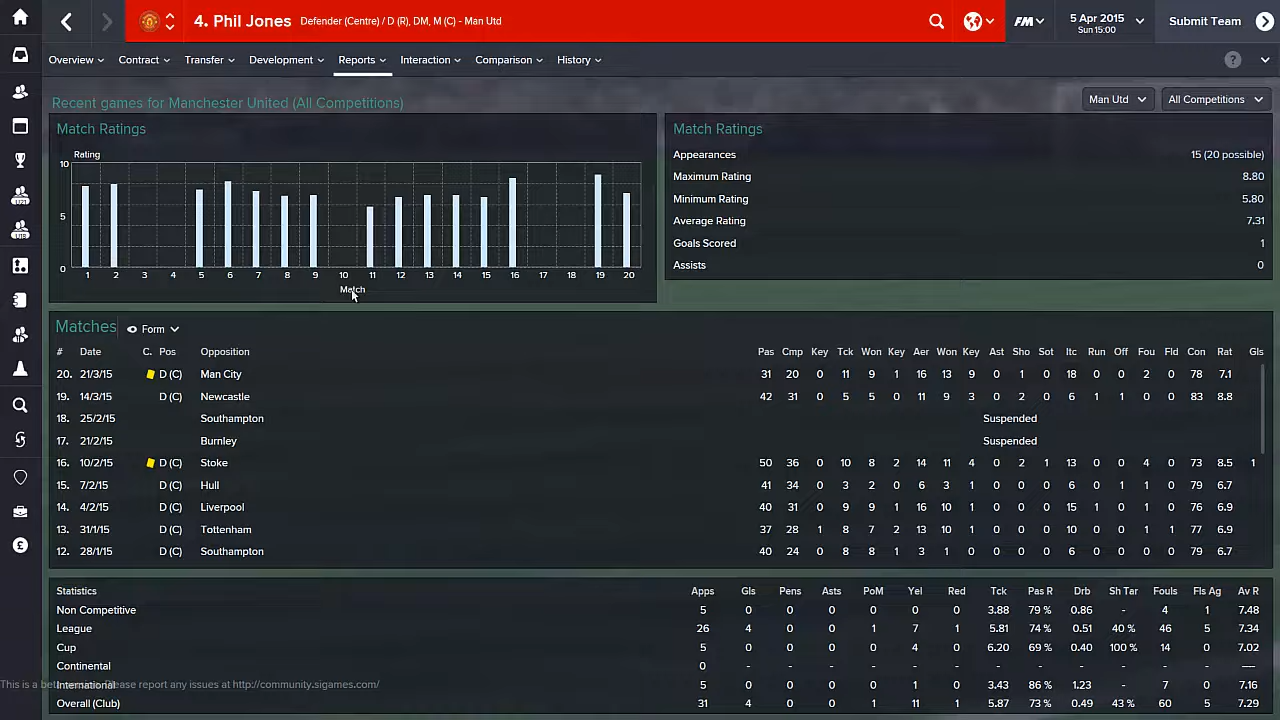 4. Phil Jones Defender (Centre) / D (R), DM, M (C) - Man Utd FM 5 Apr 2015 Sun 15:00 Submit Team
Overview Contract Transfer Development Reports Interaction Comparison History ?
Recent games for Manchester United (All Competitions) Man Utd All Competitions
Match Ratings
Rating
10
5
0
1 2 3 4 5 6 7 8 9 10 11 12 13 14 15 16 17 18 19 20
Match
Match Ratings
Appearances 15 (20 possible)
Maximum Rating 8.80
Minimum Rating 5.80
Average Rating 7.31
Goals Scored 1
Assists 0
Matches Form
# Date C. Pos Opposition Pas Cmp Key Tck Won Key Aer Won Key Ast Sho Sot Itc Run Off Fou Fld Con Rat Gls
20. 21/3/15 D (C) Man City 31 20 0 11 9 1 16 13 9 0 1 0 18 0 0 2 0 78 7.1
19. 14/3/15 D (C) Newcastle 42 31 0 5 5 0 11 9 3 0 2 0 6 1 1 0 0 83 8.8
18. 25/2/15 Southampton Suspended
17. 21/2/15 Burnley Suspended
16. 10/2/15 D (C) Stoke 50 36 0 10 8 2 14 11 4 0 2 1 13 0 0 4 0 73 8.5 1
15. 7/2/15 D (C) Hull 41 34 0 3 2 0 6 3 1 0 0 0 6 0 1 1 0 79 6.7
14. 4/2/15 D (C) Liverpool 40 31 0 9 9 1 16 10 1 0 0 0 15 1 0 1 0 76 6.9
13. 31/1/15 D (C) Tottenham 37 28 1 8 7 2 13 10 1 0 0 0 10 0 0 1 1 77 6.9
12. 28/1/15 D (C) Southampton 40 24 0 8 8 1 3 1 0 0 0 0 6 0 0 0 0 79 6.7
Statistics Apps Gls Pens Asts PoM Yel Red Tck Pas R Drb Sh Tar Fouls Fls Ag Av R
Non Competitive 5 0 0 0 0 0 0 3.88 79 % 0.86 - 4 1 7.48
League 26 4 0 0 1 7 1 5.81 74 % 0.51 40 % 46 5 7.34
Cup 5 0 0 0 0 4 0 6.20 69 % 0.40 100 % 14 0 7.02
Continental 0 - - - - - - - - - - - - ---
International 5 0 0 0 0 1 0 3.43 86 % 1.23 - 7 0 7.16
This is a beta Please report any issues at http://community.sigames.com/
Overall (Club) 31 4 0 0 1 11 1 5.87 73 % 0.49 43 % 60 5 7.29